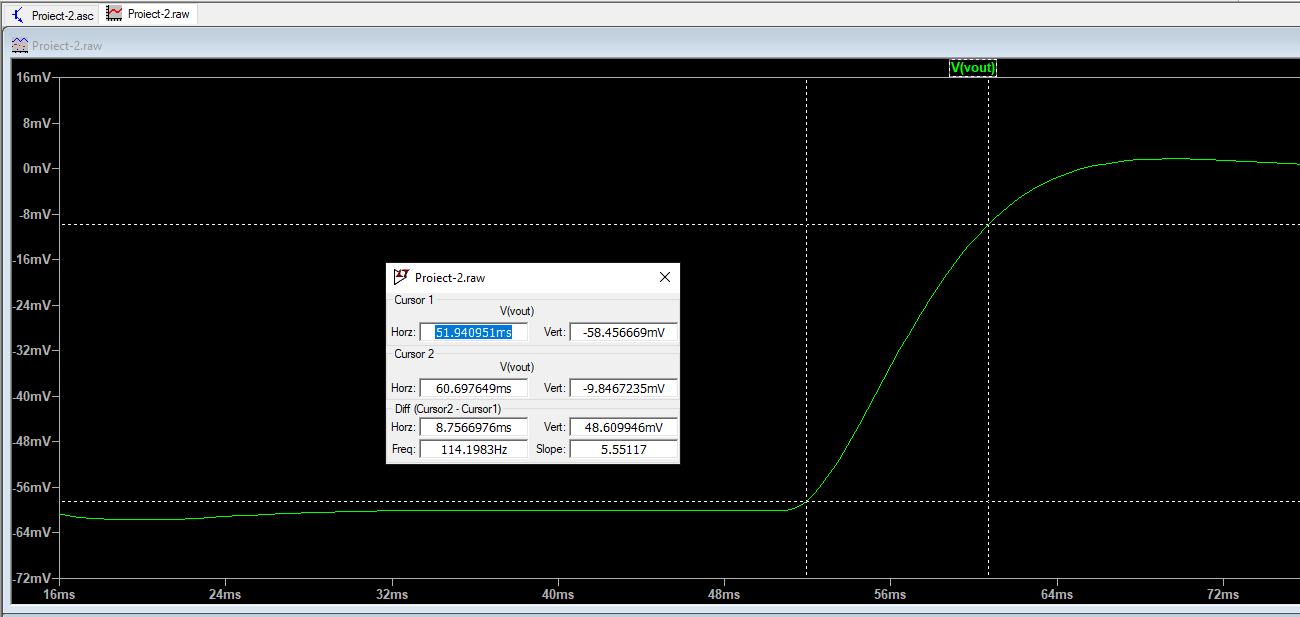 Proiect-2.asc Proiect-2.raw
Proiect-2.raw
V(vout)
16mV
8mV
0mV
-8mV
-16mV
-24mV
-32mV
-40mV
-48mV
-56mV
-64mV
-72mV
16ms 24ms 32ms 40ms 48ms 56ms 64ms 72ms
Proiect-2.raw
Cursor 1
V(vout)
Horz: 51.940951ms Vert: -58.456669mV
Cursor 2
V(vout)
Horz: 60.697649ms Vert: -9.8467235mV
Diff (Cursor2 - Cursor1)
Horz: 8.7566976ms Vert: 48.609946mV
Freq: 114.1983Hz Slope: 5.55117